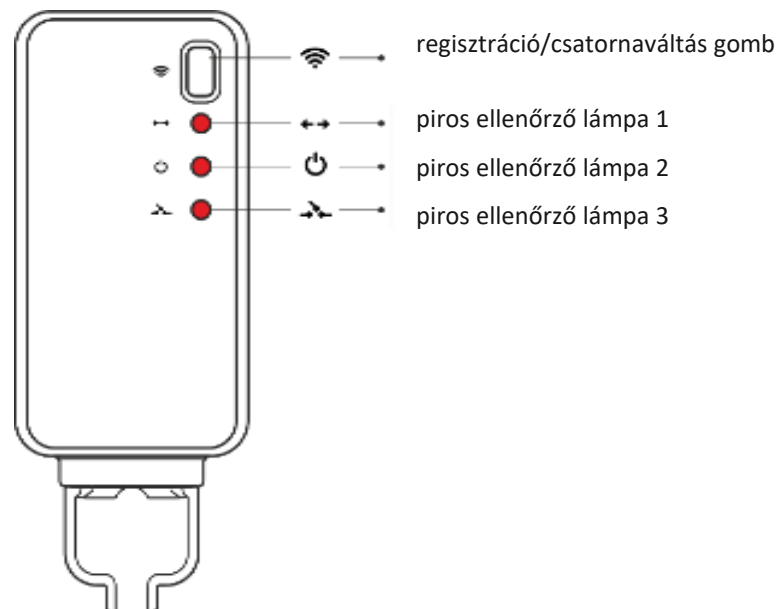 regisztráció/csatornaváltás gomb
piros ellenőrző lámpa 1
piros ellenőrző lámpa 2
piros ellenőrző lámpa 3